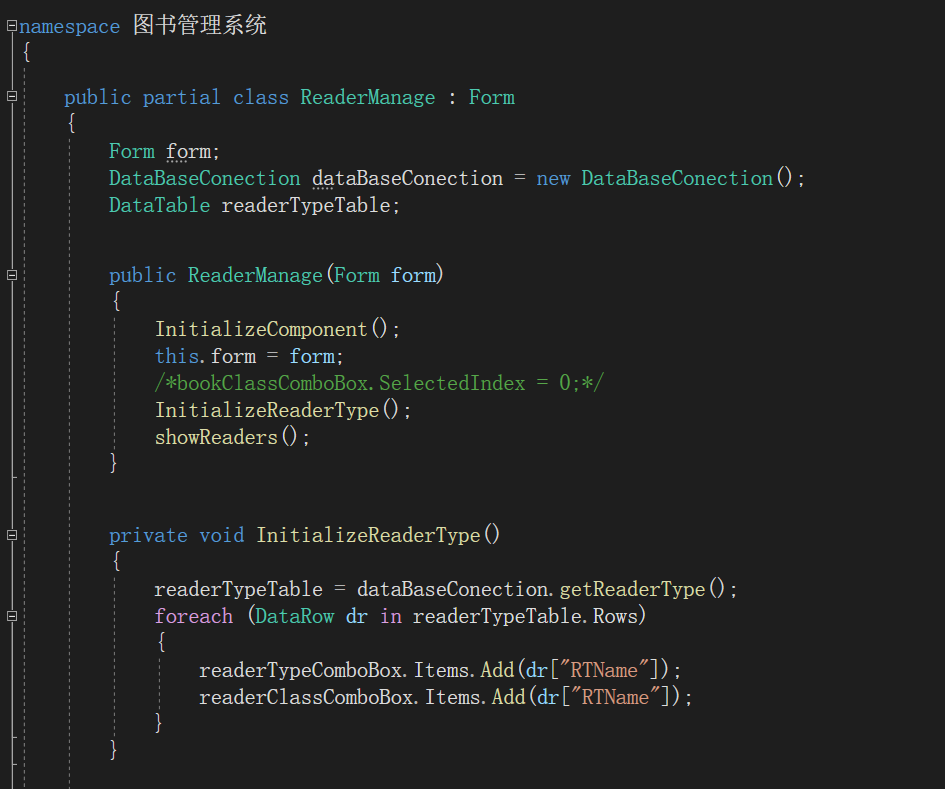 namespace 图书管理系统
{
public partial class ReaderManage : Form
{
Form form;
DataBaseConection dataBaseConection = new DataBaseConection();
DataTable readerTypeTable;
public ReaderManage(Form form)
{
InitializeComponent();
this.form = form;
/*bookClassComboBox.SelectedIndex = 0;*/
InitializeReaderType();
showReaders();
}
private void InitializeReaderType()
{
readerTypeTable = dataBaseConection.getReaderType();
foreach (DataRow dr in readerTypeTable.Rows)
{
readerTypeComboBox.Items.Add(dr["RTName"]);
readerClassComboBox.Items.Add(dr["RTName"]);
}
}